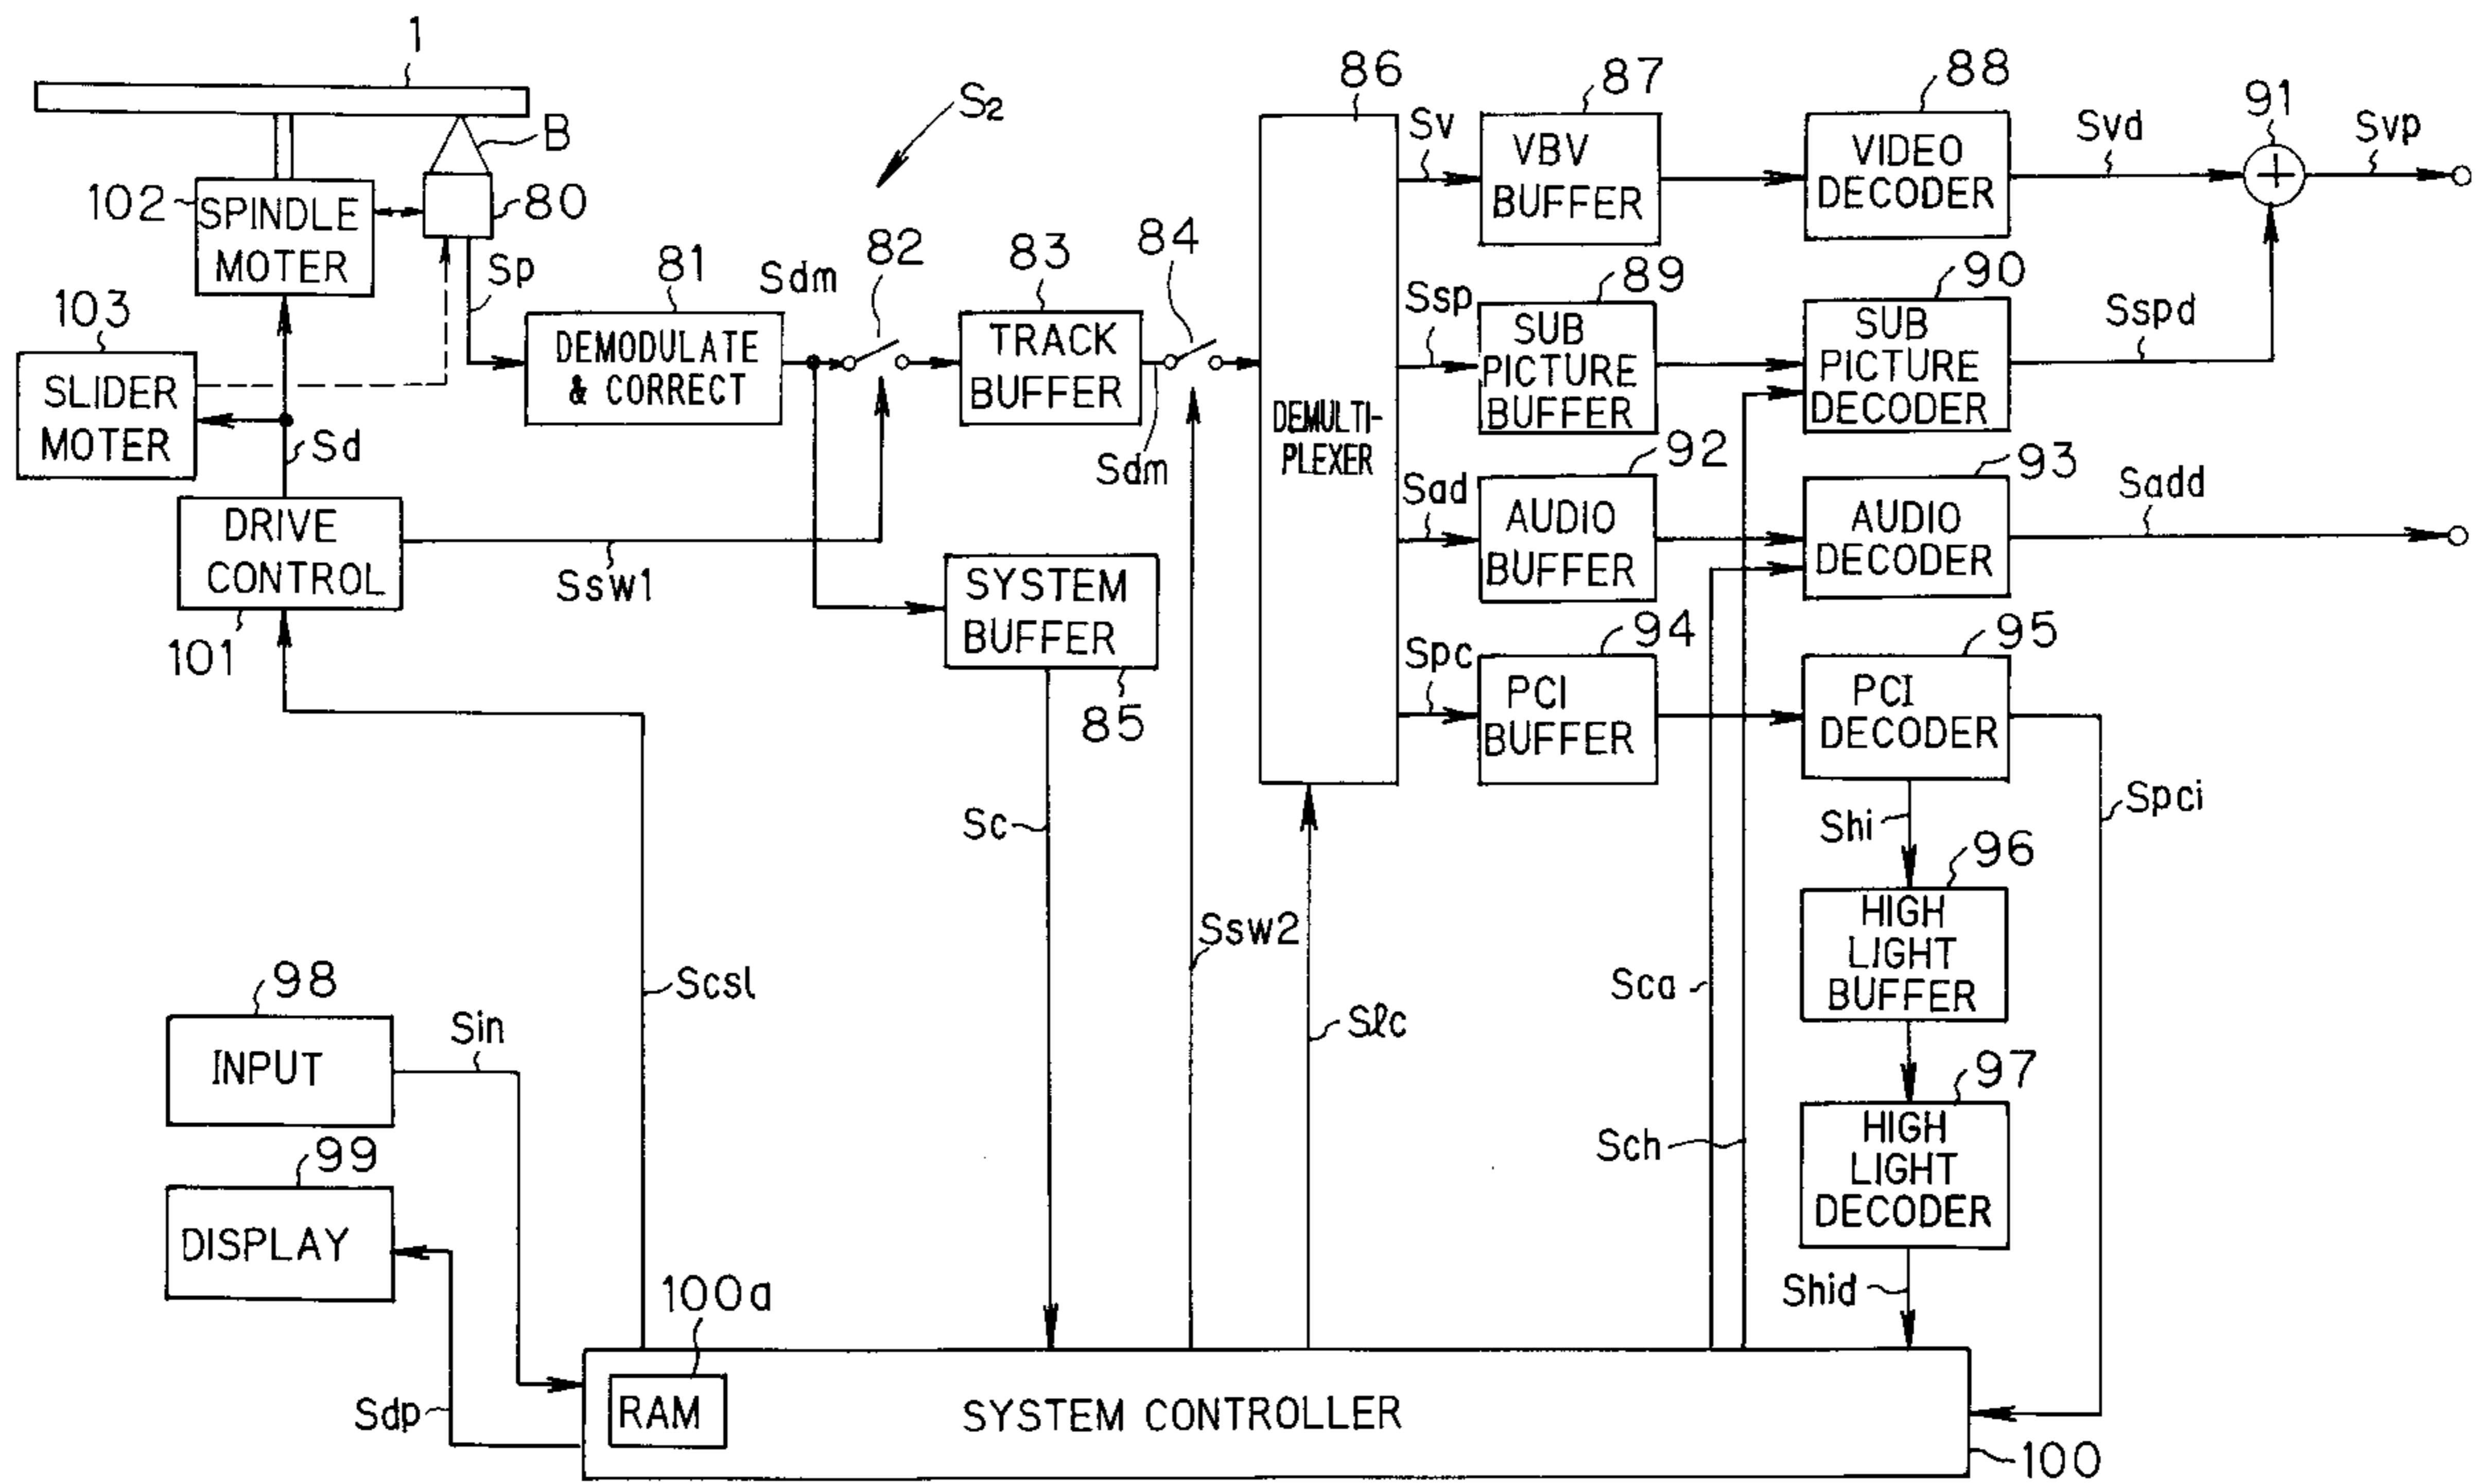 1
B
S2
102
SPINDLE
MOTER
80
103
SLIDER
MOTER
Sp
Sd
81
Sdm
DEMODULATE
& CORRECT
82
83
TRACK
BUFFER
84
Sdm
86
DEMULTI-
PLEXER
Sv
87
VBV
BUFFER
88
VIDEO
DECODER
Svd
91
+
Svp
Ssp
89
SUB
PICTURE
BUFFER
90
SUB
PICTURE
DECODER
Sspd
Sad
92
AUDIO
BUFFER
93
AUDIO
DECODER
Sadd
DRIVE
CONTROL
101
Ssw1
SYSTEM
BUFFER
85
Spc
94
PCI
BUFFER
95
PCI
DECODER
Spci
Shi
96
HIGH
LIGHT
BUFFER
97
HIGH
LIGHT
DECODER
Shid
Sc
Ssw2
Slc
Sca
Sch
Scsl
98
INPUT
Sin
99
DISPLAY
Sdp
100a
RAM
SYSTEM CONTROLLER
100